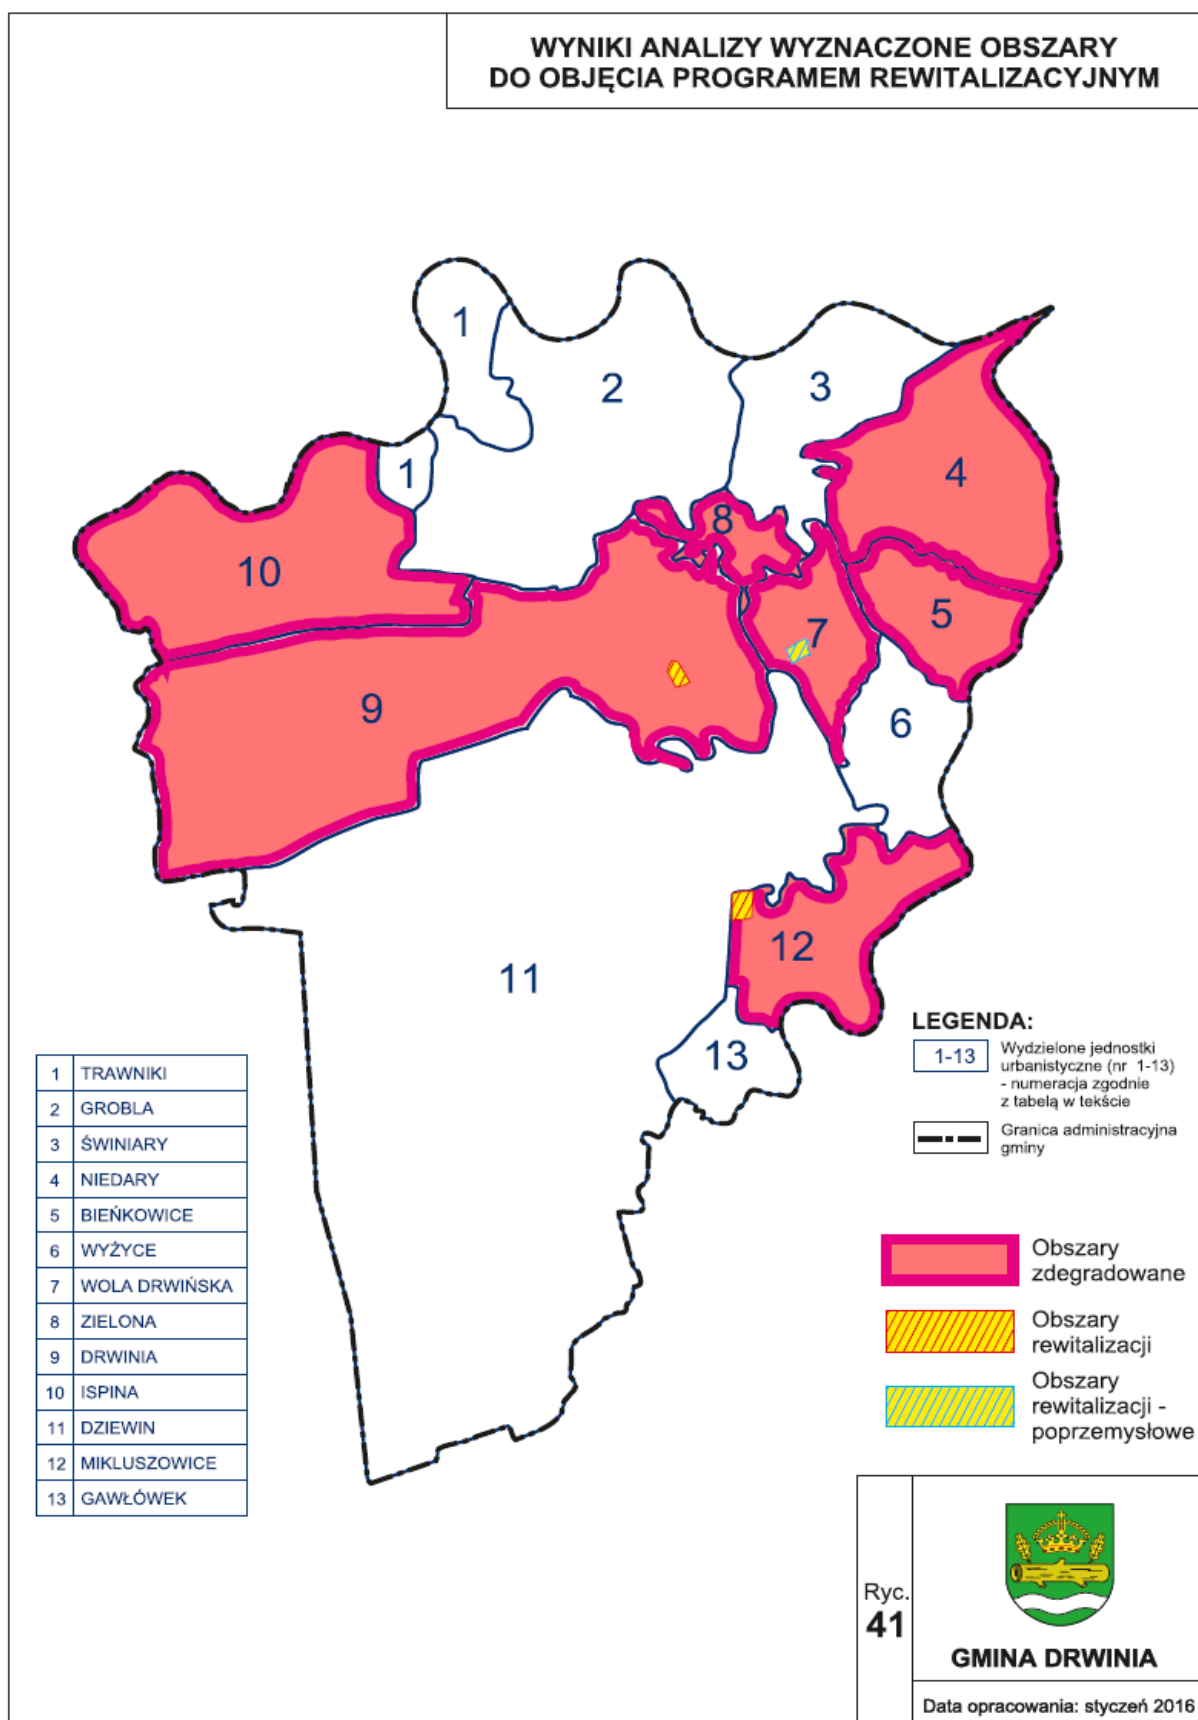 WYNIKI ANALIZY WYZNACZONE OBSZARY
DO OBJĘCIA PROGRAMEM REWITALIZACYJNYM
1
2
3
4
1
8
10
5
7
9
6
12
11
13
1 TRAWNIKI
2 GROBLA
3 ŚWINIARY
4 NIEDARY
5 BIEŃKOWICE
6 WYŻYCE
7 WOLA DRWIŃSKA
8 ZIELONA
9 DRWINIA
10 ISPINA
11 DZIEWIN
12 MIKLUSZOWICE
13 GAWŁÓWEK
LEGENDA:
1-13
Wydzielone jednostki
urbanistyczne (nr 1-13)
- numeracja zgodnie
z tabelą w tekście
Granica administracyjna
gminy
Obszary
zdegradowane
Obszary
rewitalizacji
Obszary
rewitalizacji -
poprzemysłowe
Ryc.
41
GMINA DRWINIA
Data opracowania: styczeń 2016